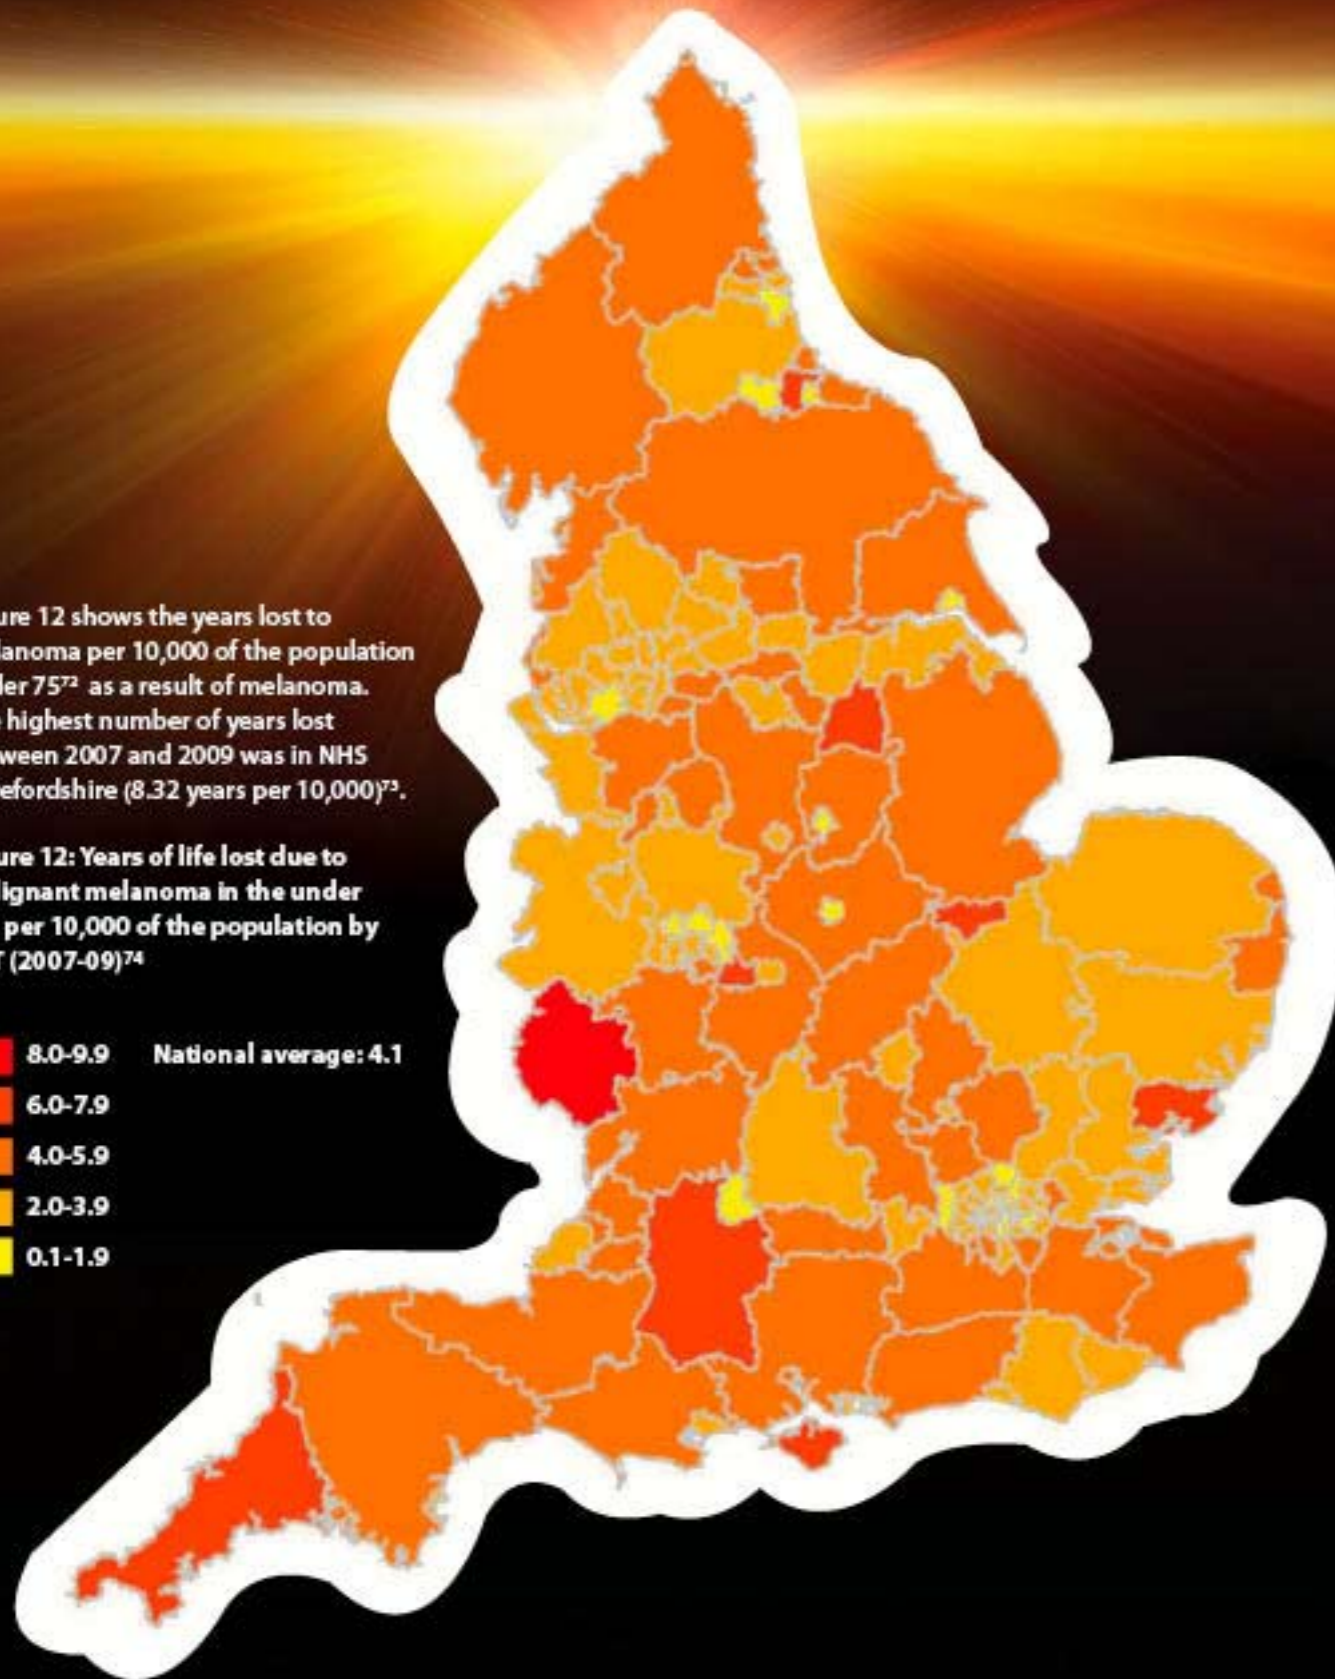 ure 12 shows the years lost to
lanoma per 10,000 of the population
der 75⁷² as a result of melanoma.
e highest number of years lost
ween 2007 and 2009 was in NHS
efordshire (8.32 years per 10,000)⁷³.
ure 12: Years of life lost due to
lignant melanoma in the under
per 10,000 of the population by
T (2007-09)⁷⁴
8.0-9.9 National average: 4.1
6.0-7.9
4.0-5.9
2.0-3.9
0.1-1.9